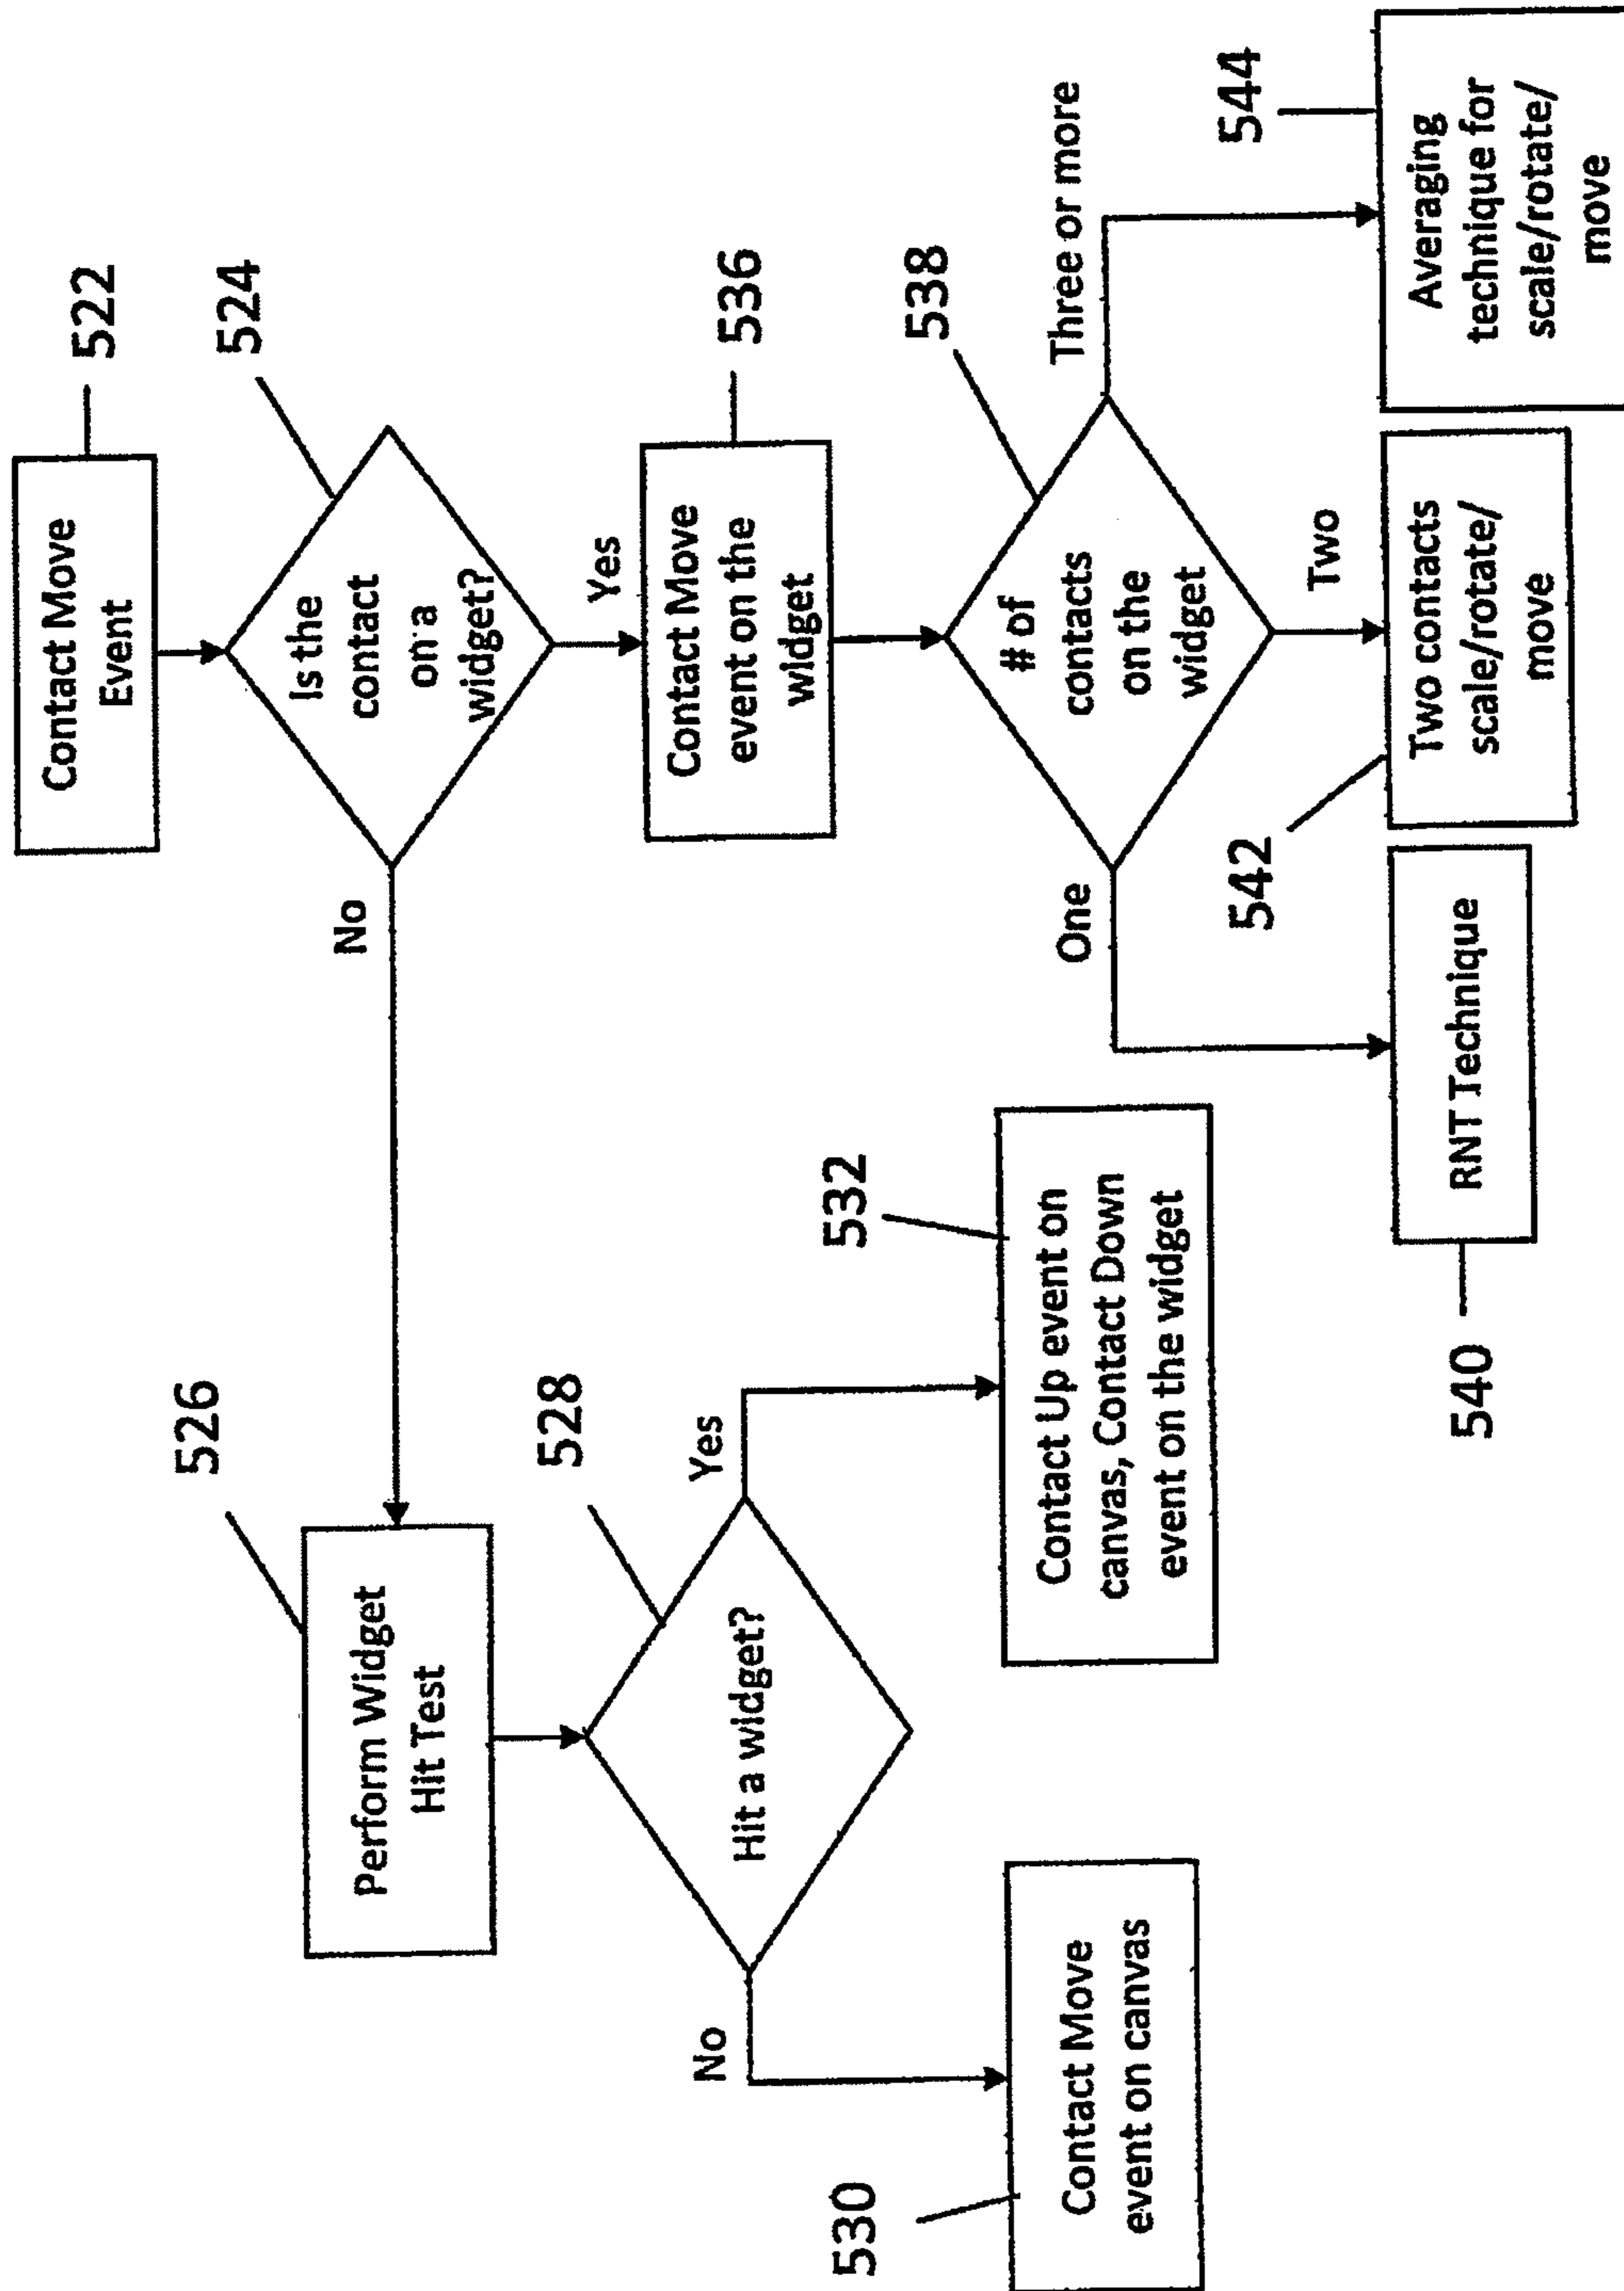 522
Contact Move
Event
524
Is the
contact
on a
widget?
No
Yes
526
Perform Widget
Hit Test
536
Contact Move
event on the
widget
528
Hit a widget?
No
Yes
538
# of
contacts
on the
widget
One
Two
Three or more
530
Contact Move
event on canvas
532
Contact Up event on
canvas, Contact Down
event on the widget
540
RNT Technique
542
Two contacts
scale/rotate/
move
544
Averaging
technique for
scale/rotate/
move